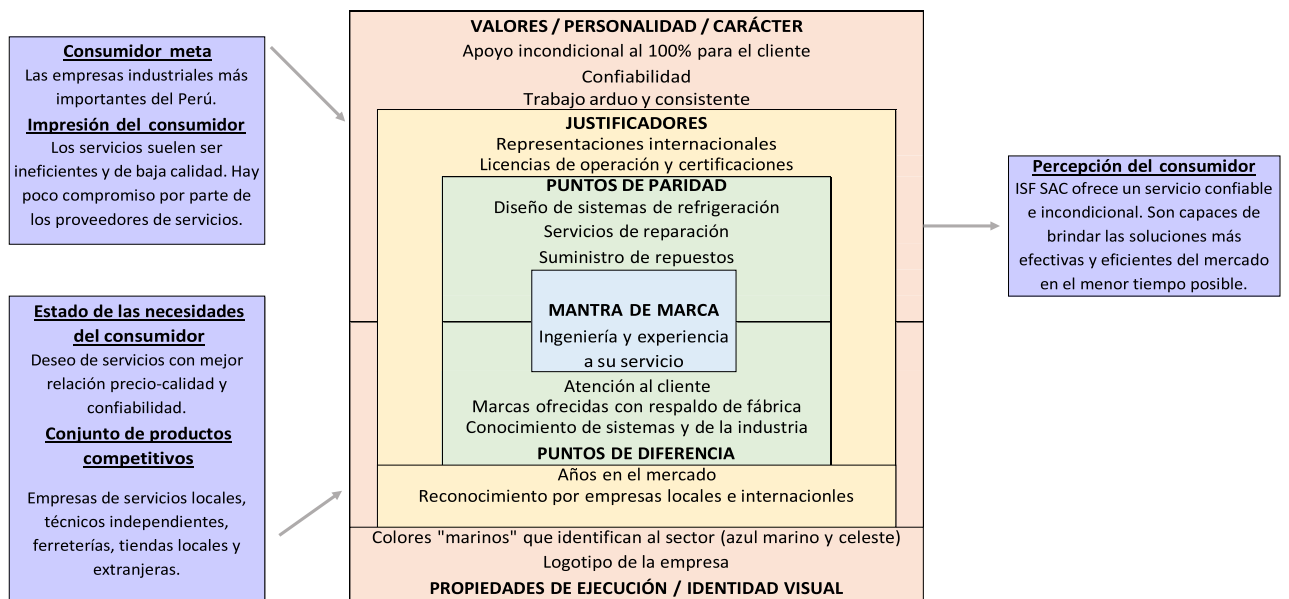 Consumidor meta
Las empresas industriales más
importantes del Perú.
Impresión del consumidor
Los servicios suelen ser
ineficientes y de baja calidad. Hay
poco compromiso por parte de
los proveedores de servicios.
Estado de las necesidades
del consumidor
Deseo de servicios con mejor
relación precio-calidad y
confiabilidad.
Conjunto de productos
competitivos
Empresas de servicios locales,
técnicos independientes,
ferreterías, tiendas locales y
extranjeras.
VALORES / PERSONALIDAD / CARÁCTER
Apoyo incondicional al 100% para el cliente
Confiabilidad
Trabajo arduo y consistente
JUSTIFICADORES
Representaciones internacionales
Licencias de operación y certificaciones
PUNTOS DE PARIDAD
Diseño de sistemas de refrigeración
Servicios de reparación
Suministro de repuestos
MANTRA DE MARCA
Ingeniería y experiencia
a su servicio
Atención al cliente
Marcas ofrecidas con respaldo de fábrica
Conocimiento de sistemas y de la industria
PUNTOS DE DIFERENCIA
Años en el mercado
Reconocimiento por empresas locales e internacionles
Colores "marinos" que identifican al sector (azul marino y celeste)
Logotipo de la empresa
PROPIEDADES DE EJECUCIÓN / IDENTIDAD VISUAL
Percepción del consumidor
ISF SAC ofrece un servicio confiable
e incondicional. Son capaces de
brindar las soluciones más
efectivas y eficientes del mercado
en el menor tiempo posible.